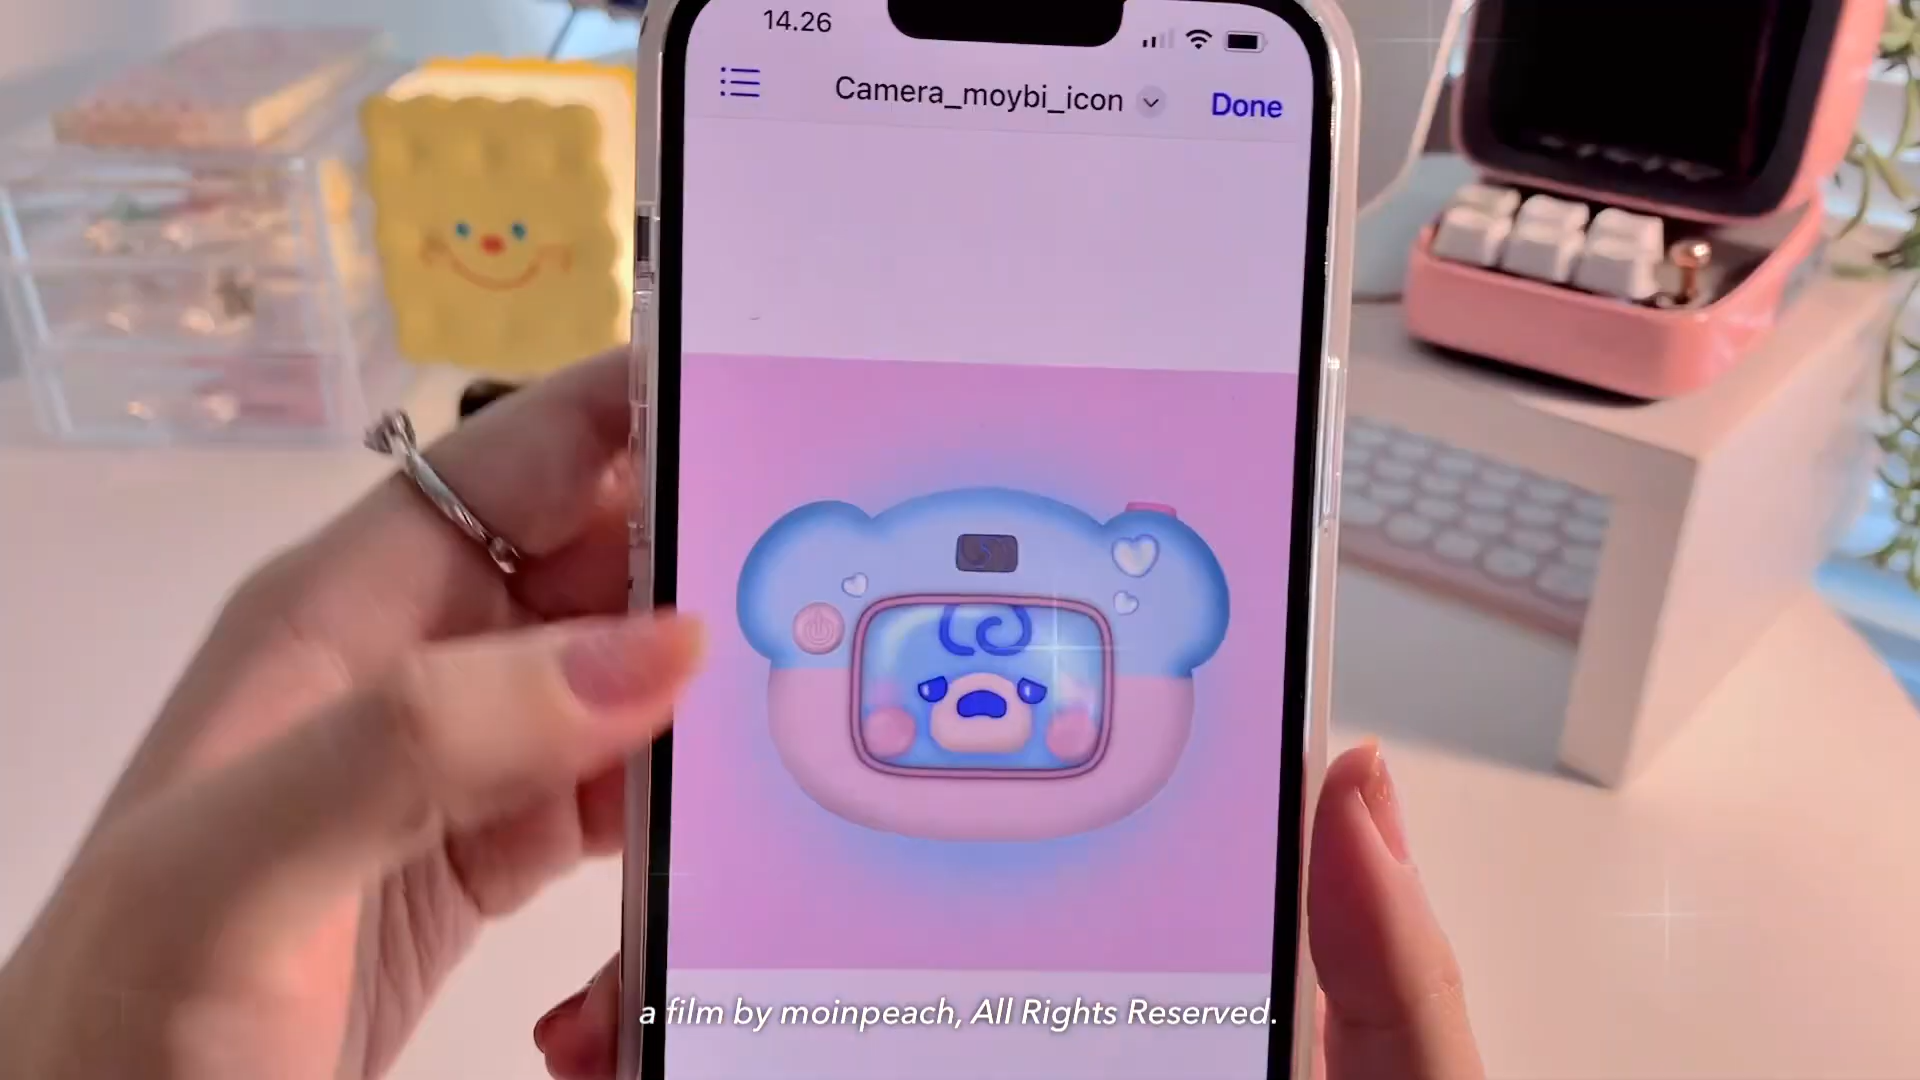 14.26
Camera_moybi_icon
Done
a film by moinpeach, All Rights Reserved.